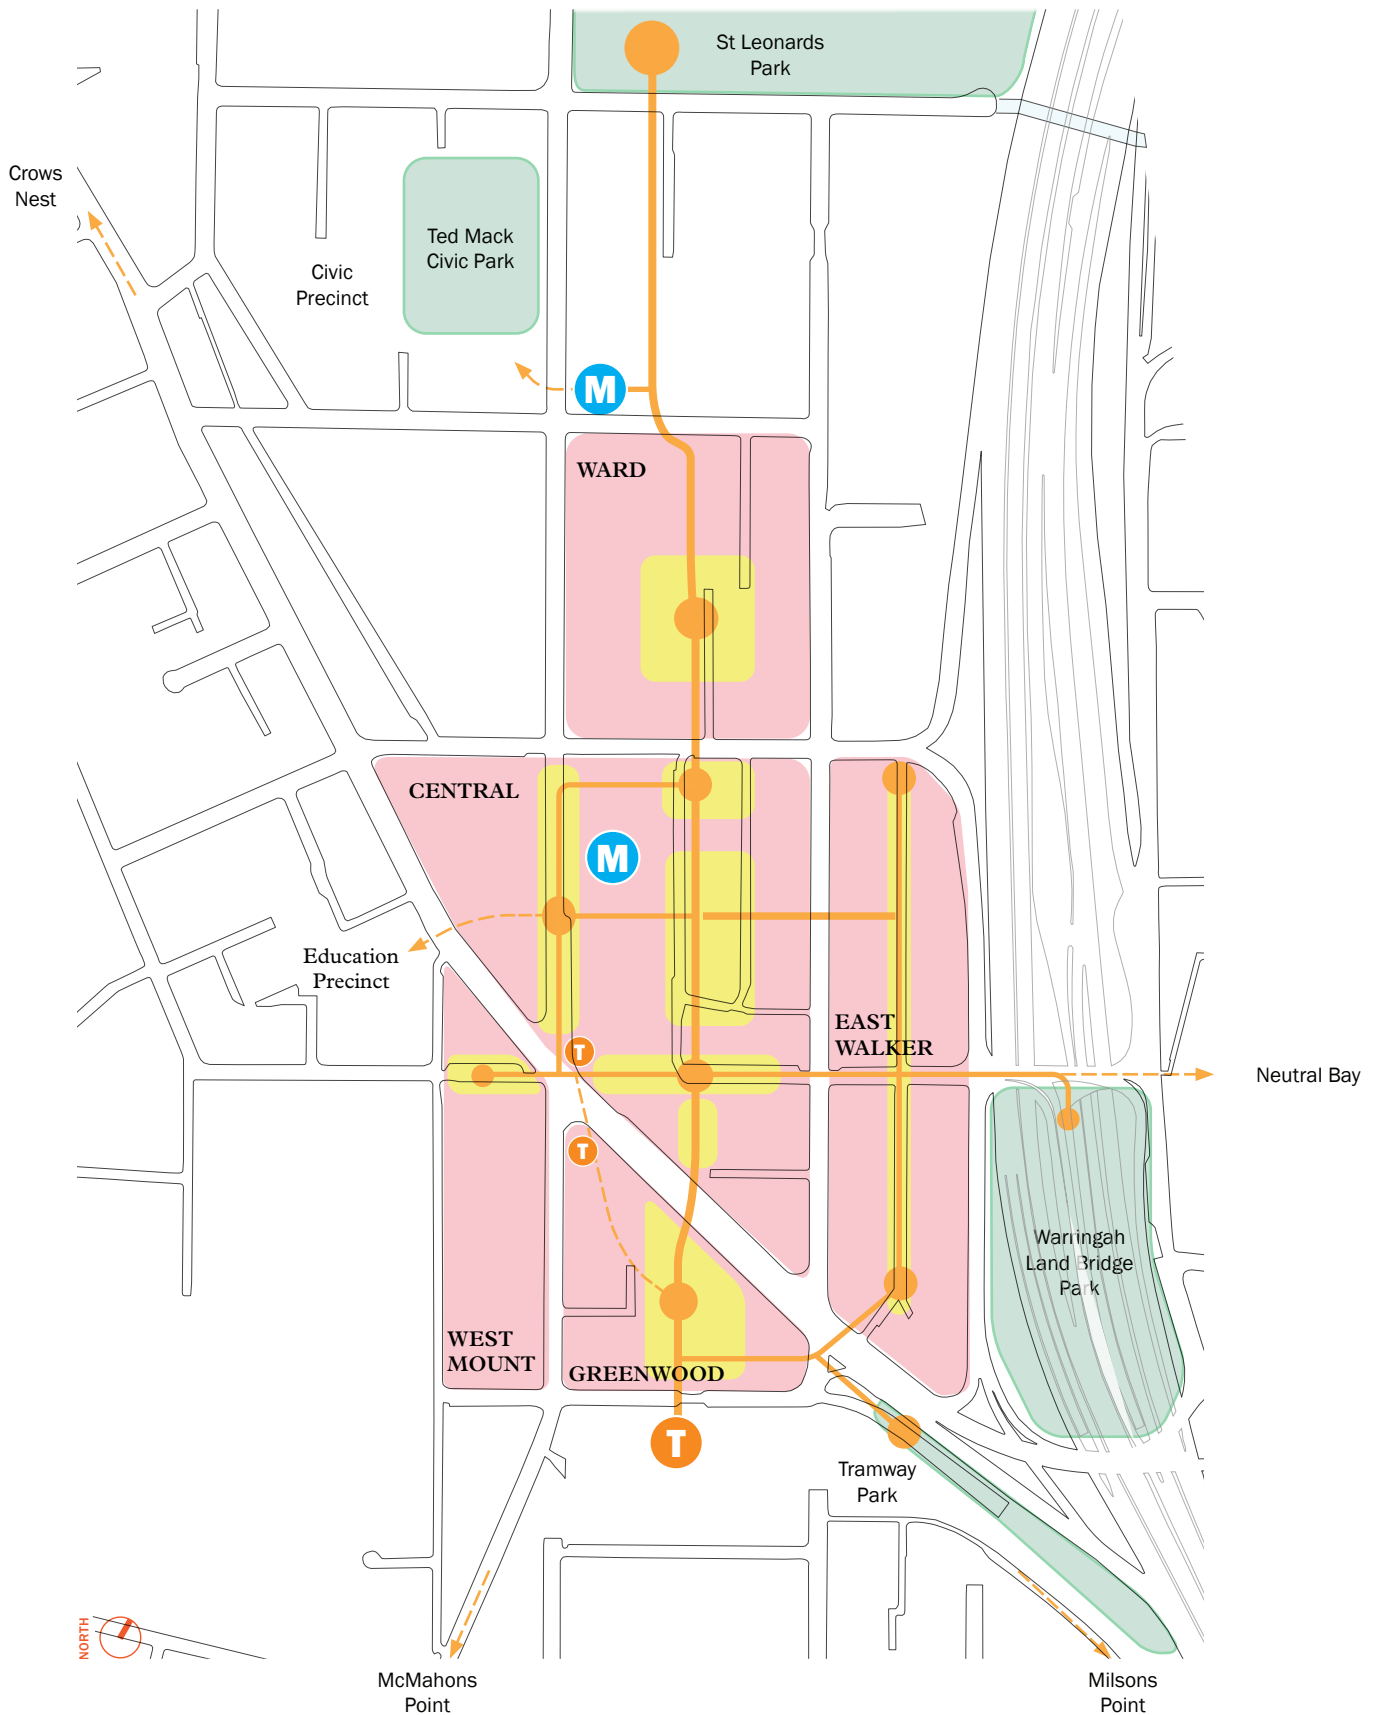 St Leonards
Park
Crows
Nest
Ted Mack
Civic Park
Civic
Precinct
M
WARD
CENTRAL
M
Education
Precinct
EAST
WALKER
T
Neutral Bay
T
Warringah
Land Bridge
Park
WEST
MOUNT
GREENWOOD
T
Tramway
Park
NORTH
McMahons
Point
Milsons
Point